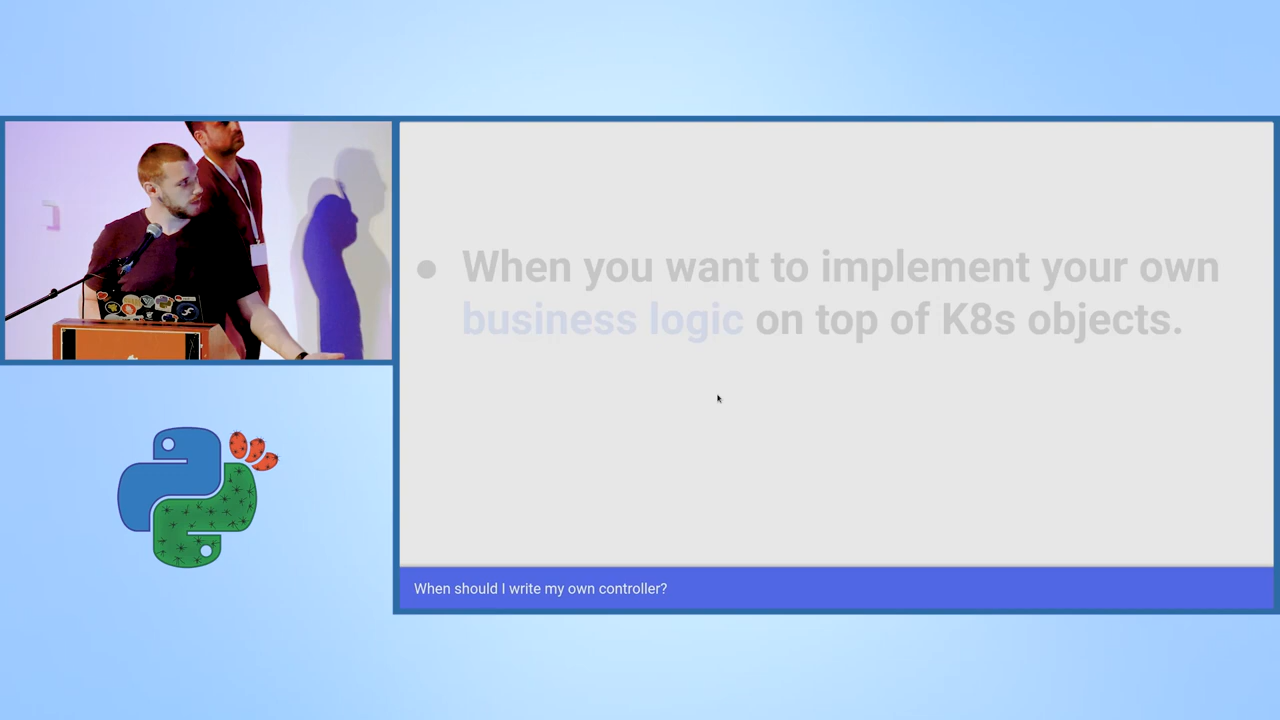 ● When you want to implement your own
business logic on top of K8s objects.
When should I write my own controller?